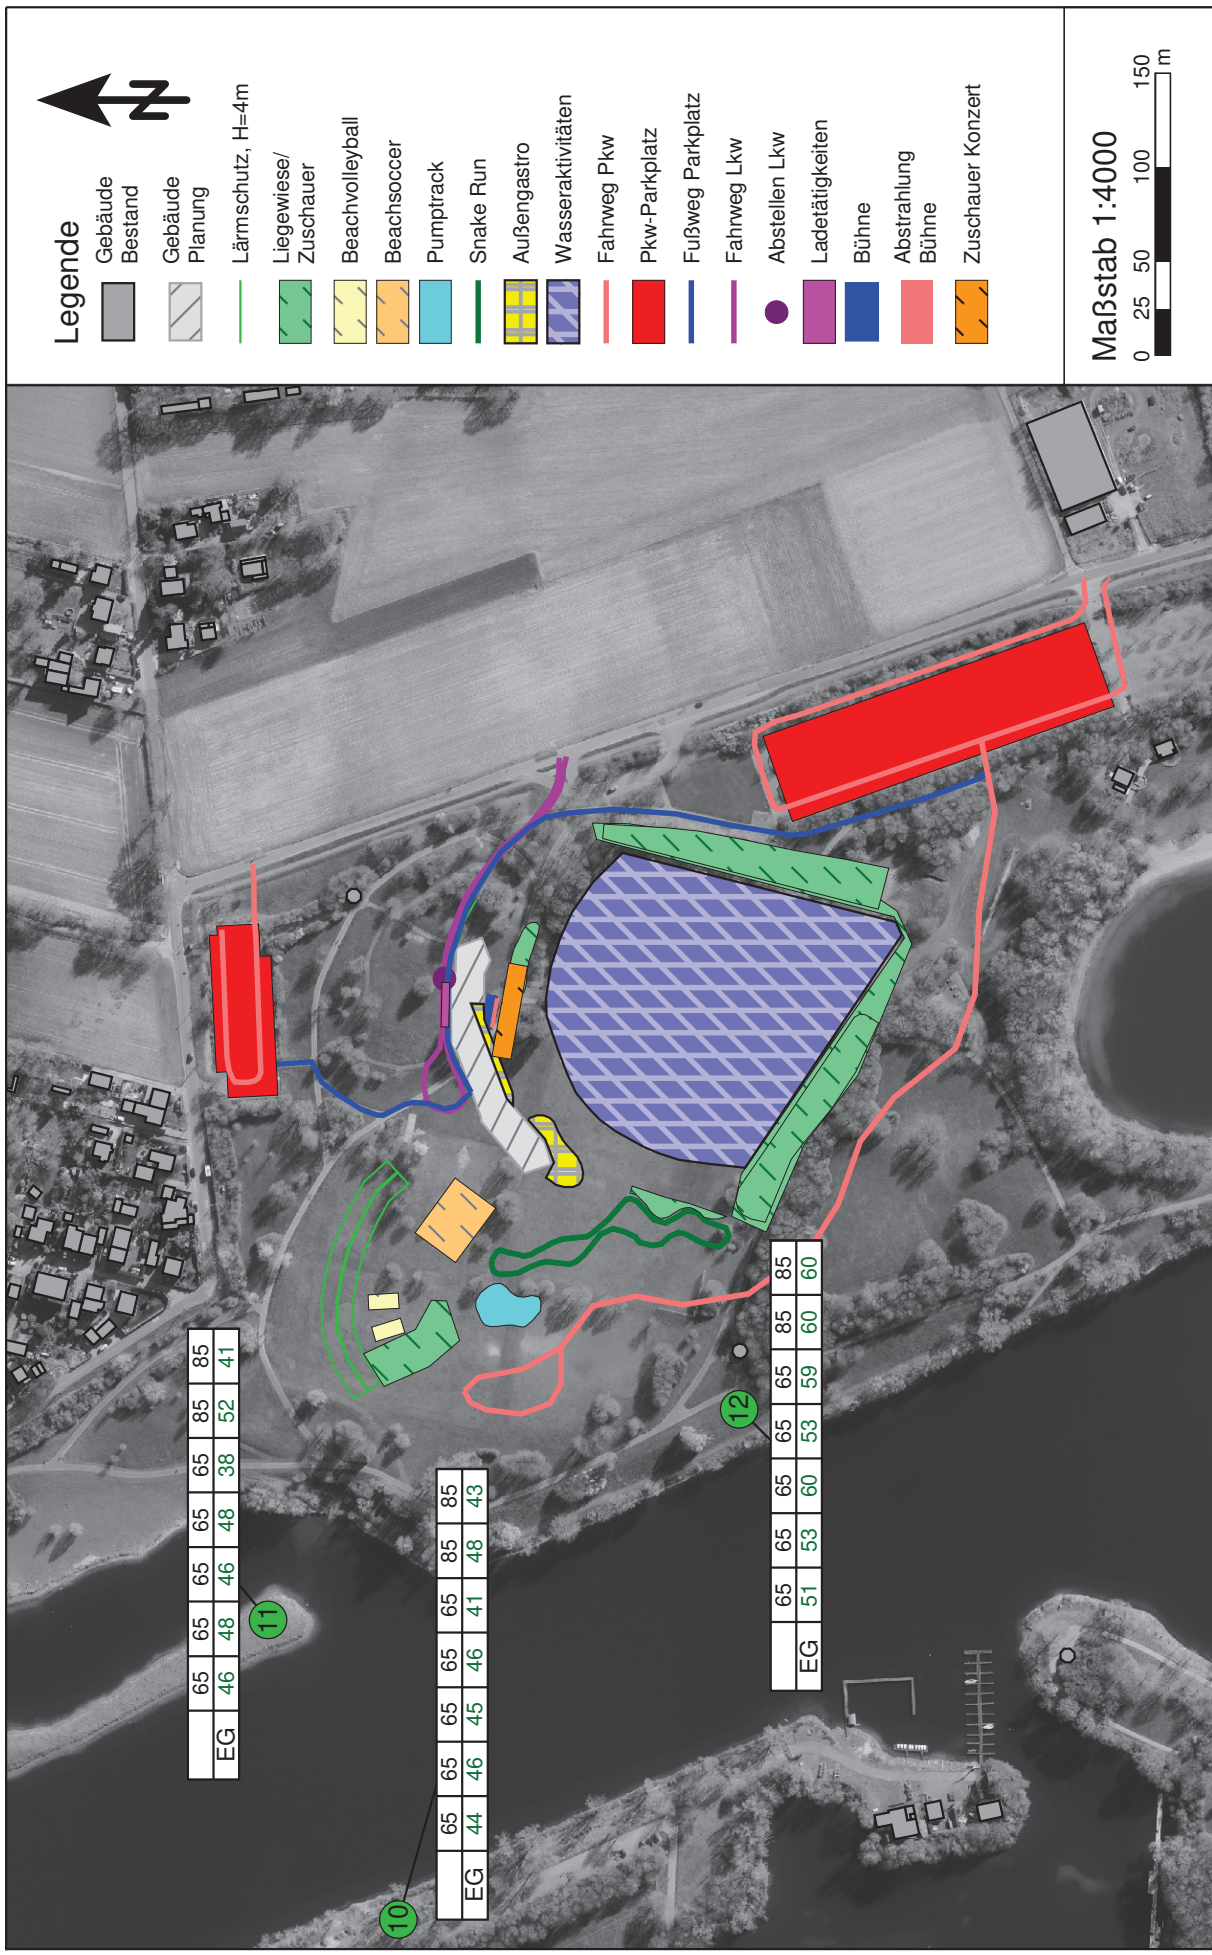 Legende
N
Gebäude
Bestand
Gebäude
Planung
Lärmschutz, H=4m
Liegewiese/
Zuschauer
Beachvolleyball
Beachsoccer
Pumptrack
Snake Run
Außengastro
Wasseraktivitäten
Fahrweg Pkw
Pkw-Parkplatz
Fußweg Parkplatz
Fahrweg Lkw
Abstellen Lkw
Ladetätigkeiten
Bühne
Abstrahlung
Bühne
Zuschauer Konzert
Maßstab 1:4000
0 25 50 100 150
m
65 65 65 65 65 85 85
EG 46 48 46 48 38 52 41
11
65 65 65 65 65 85 85
EG 44 46 45 46 41 48 43
10
12
65 65 65 65 65 85 85
EG 51 53 60 53 59 60 60